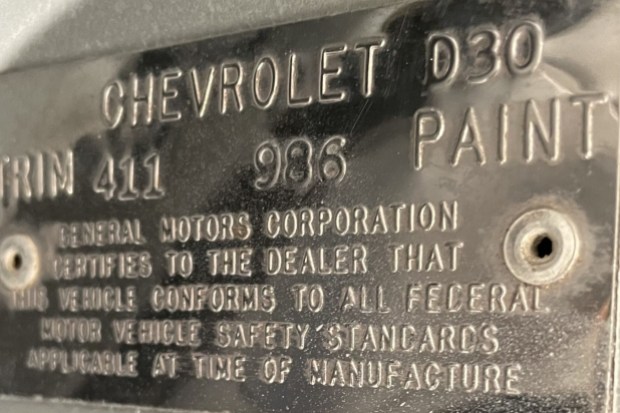 CHEVROLET D30
TRIM 411 986 PAINT
GENERAL MOTORS CORPORATION
CERTIFIES TO THE DEALER THAT
THIS VEHICLE CONFORMS TO ALL FEDERAL
MOTOR VEHICLE SAFETY STANDARDS
APPLICABLE AT TIME OF MANUFACTURE